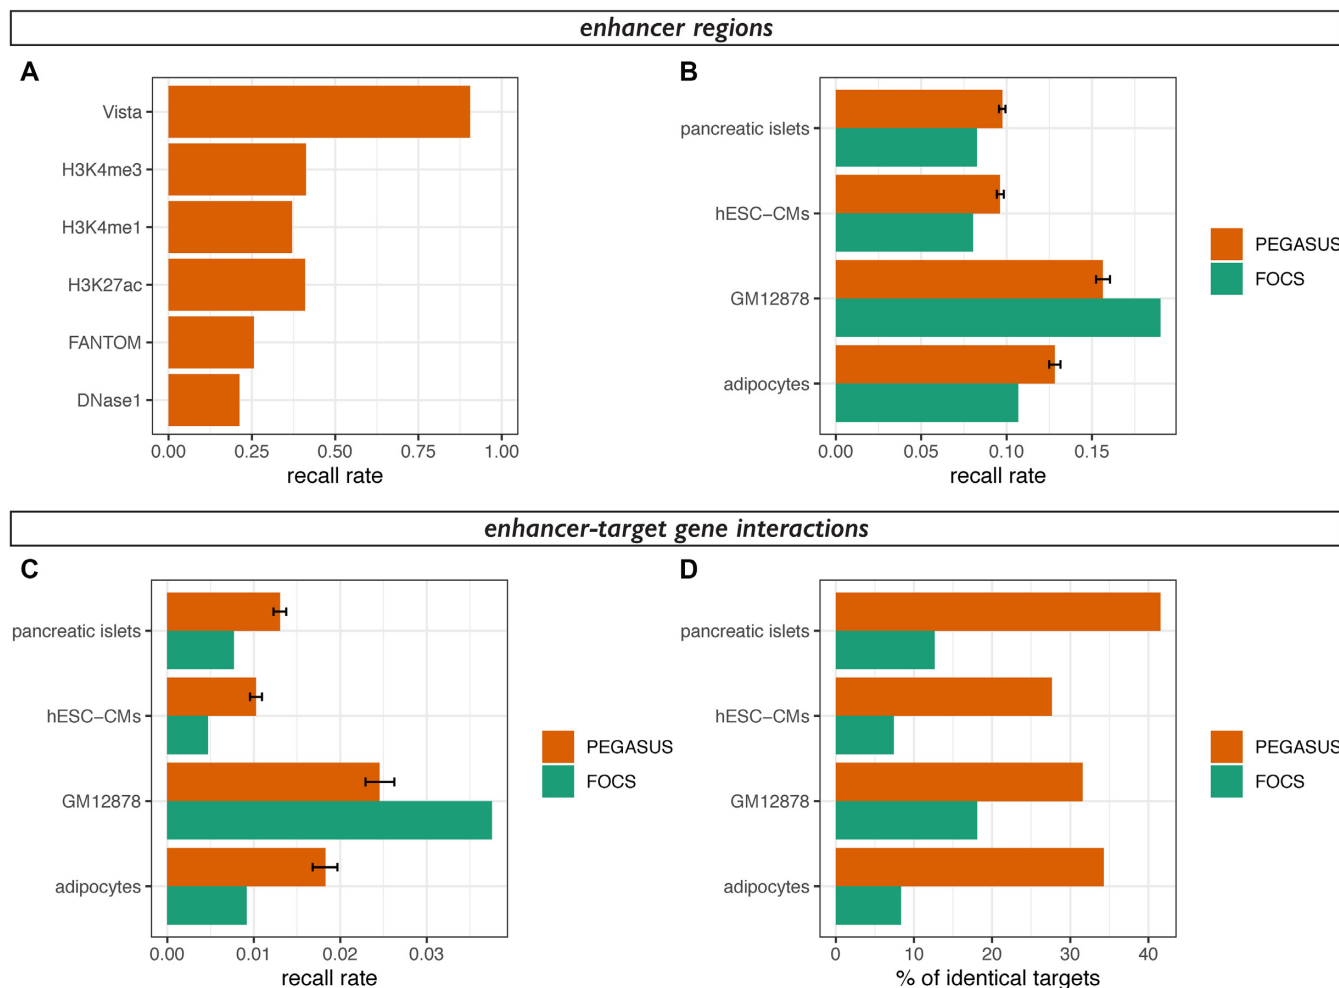 enhancer regions
A
Vista
H3K4me3
H3K4me1
H3K27ac
FANTOM
DNase1
0.00 0.25 0.50 0.75 1.00
recall rate
B
pancreatic islets
hESC–CMs
GM12878
adipocytes
0.00 0.05 0.10 0.15
recall rate
PEGASUS
FOCS
enhancer-target gene interactions
C
pancreatic islets
hESC–CMs
GM12878
adipocytes
0.00 0.01 0.02 0.03
recall rate
PEGASUS
FOCS
D
pancreatic islets
hESC–CMs
GM12878
adipocytes
0 10 20 30 40
% of identical targets
PEGASUS
FOCS